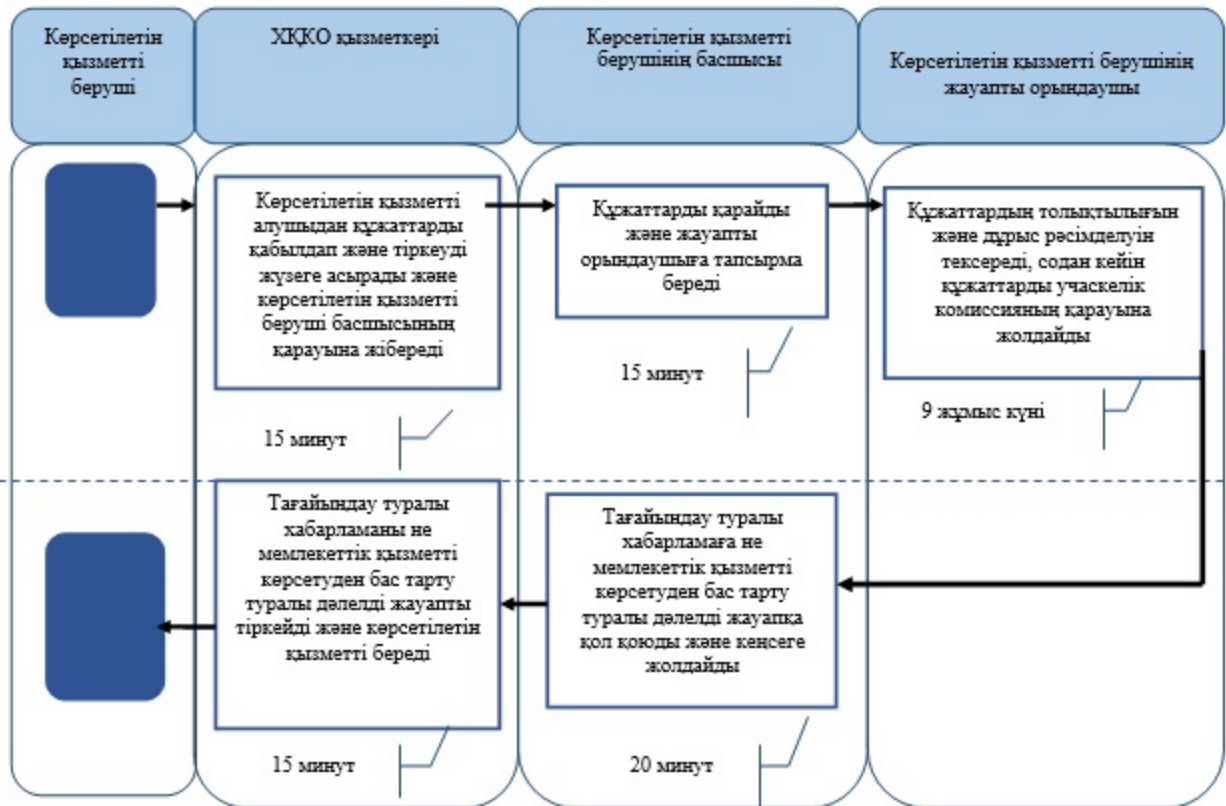 Көрсетілетін
қызметті
беруші
ХҚКО қызметкері
Көрсетілетін қызметті
берушінің басшысы
Көрсетілетін қызметті берушінің
жауапты орындаушы
Көрсетілетін қызметті
алушыдан құжаттарды
қабылдап және тіркеуді
жүзеге асырады және
көрсетілетін қызметті
беруші басшысының
қарауына жібереді
15 минут
Құжаттарды қарайды
және жауапты
орындаушыға тапсырма
береді
15 минут
Құжаттардың толықтылығын
және дұрыс рәсімделуін
тексереді, содан кейін
құжаттарды учаскелік
комиссияның қарауына
жолдайды
9 жұмыс күні
Тағайындау туралы
хабарламаны не
мемлекеттік қызметті
көрсетуден бас тарту
туралы дәлелді жауапты
тіркейді және көрсетілетін
қызметті береді
15 минут
Тағайындау туралы
хабарламаға не
мемлекеттік қызметті
көрсетуден бас тарту
туралы дәлелді жауапқа
қол қоюды және кеңсеге
жолдайды
20 минут